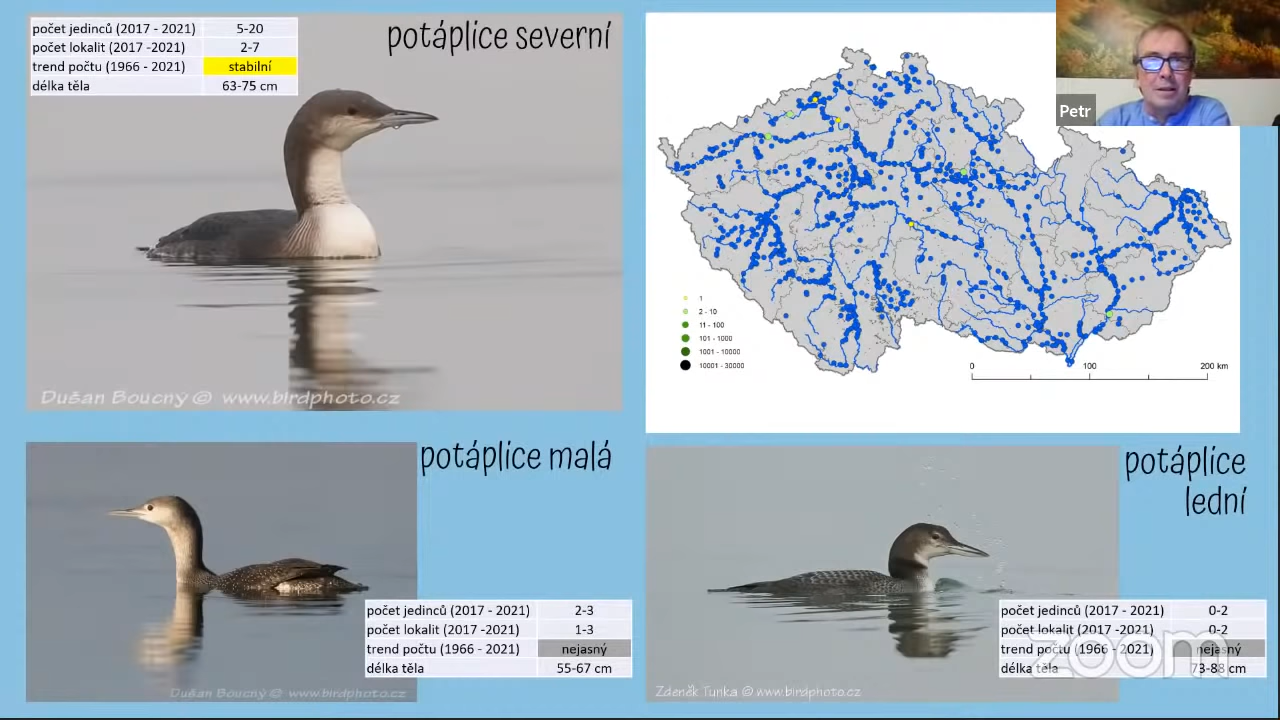 počet jedinců (2017 - 2021) 5-20
počet lokalit (2017 -2021) 2-7
trend počtu (1966 - 2021) stabilní
délka těla 63-75 cm
potáplice severní
Dušan Boucný © www.birdphoto.cz
Petr
1
2 - 10
11 - 100
101 - 1000
1001 - 10000
10001 - 30000
0 100 200 km
potáplice malá
počet jedinců (2017 - 2021) 2-3
počet lokalit (2017 -2021) 1-3
trend počtu (1966 - 2021) nejasný
délka těla 55-67 cm
Dušan Boucný © www.birdphoto.cz
potáplice
lední
počet jedinců (2017 - 2021) 0-2
počet lokalit (2017 -2021) 0-2
trend počtu (1966 - 2021) nejasný
délka těla 73-88 cm
zoom
Zdeněk Tunka © www.birdphoto.cz